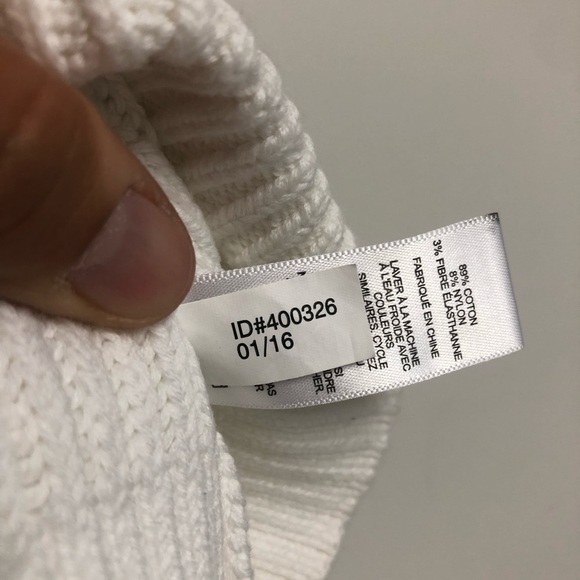 ID#400326
01/16
89% COTON
8% NYLON
3% FIBRE ÉLASTHANNE
FABRIQUÉ EN CHINE
LAVER À LA MACHINE
À L'EAU FROIDE AVEC
COULEURS
SIMILAIRES, CYCLE